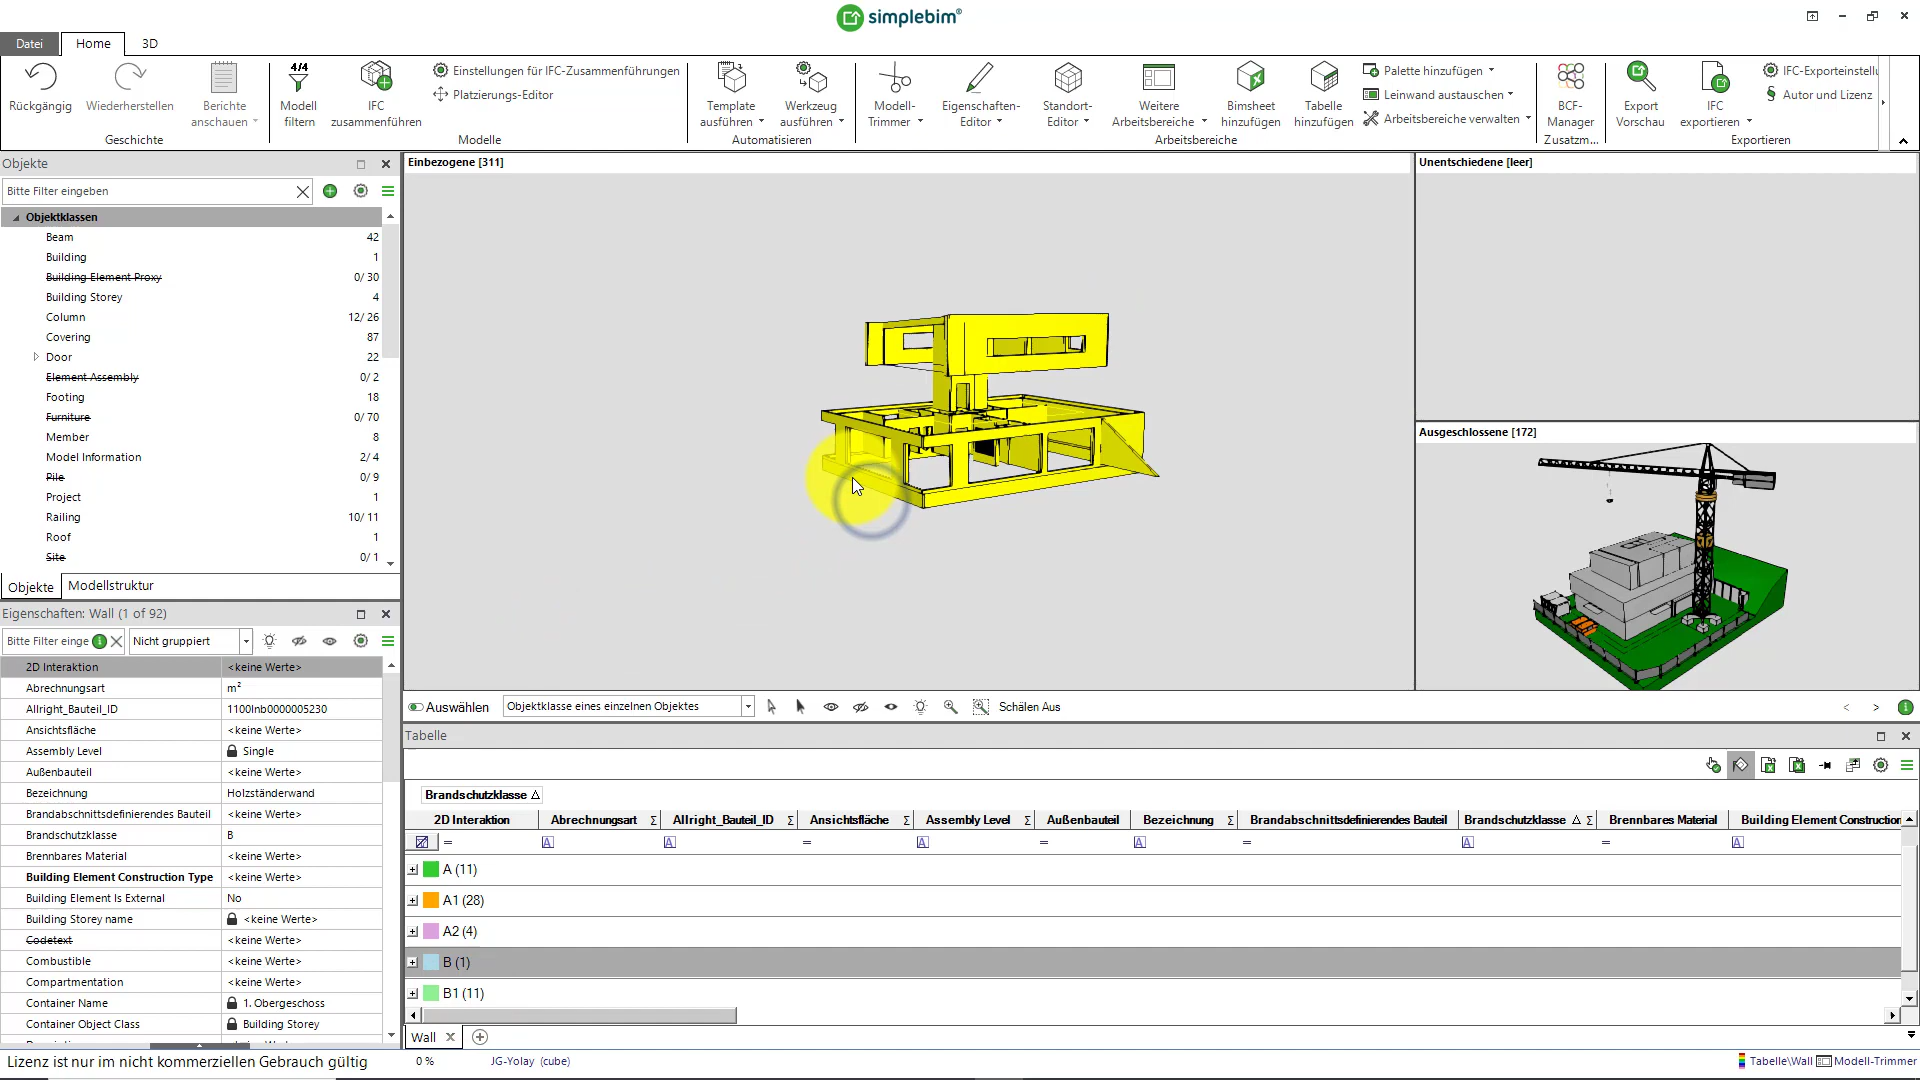 simplebim®
Datei Home 3D
Rückgängig
Wiederherstellen
Berichte anschauen
Geschichte
4/4
Modell filtern
IFC zusammenführen
Einstellungen für IFC-Zusammenführungen
Platzierungs-Editor
Modelle
Template ausführen
Werkzeug ausführen
Automatisieren
Modell-Trimmer
Eigenschaften-Editor
Standort-Editor
Weitere Arbeitsbereiche
Bimsheet hinzufügen
Tabelle hinzufügen
Palette hinzufügen
Leinwand austauschen
Arbeitsbereiche verwalten
Arbeitsbereiche
BCF-Manager
Zusatzm...
Export Vorschau
IFC exportieren
IFC-Exporteinstellu
Autor und Lizenz
Exportieren
Objekte
Bitte Filter eingeben
Objektklassen
Beam 42
Building 1
Building Element Proxy 0/ 30
Building Storey 4
Column 12/ 26
Covering 87
Door 22
Element Assembly 0/ 2
Footing 18
Furniture 0/ 70
Member 8
Model Information 2/ 4
Pile 0/ 9
Project 1
Railing 10/ 11
Roof 1
Site 0/ 1
Objekte Modellstruktur
Eigenschaften: Wall (1 of 92)
Bitte Filter einge Nicht gruppiert
2D Interaktion <keine Werte>
Abrechnungsart m²
Allright_Bauteil_ID 1100Inb0000005230
Ansichtsfläche <keine Werte>
Assembly Level Single
Außenbauteil <keine Werte>
Bezeichnung Holzständerwand
Brandabschnittsdefinierendes Bauteil <keine Werte>
Brandschutzklasse B
Brennbares Material <keine Werte>
Building Element Construction Type <keine Werte>
Building Element Is External No
Building Storey name <keine Werte>
Codetext <keine Werte>
Combustible <keine Werte>
Compartmentation <keine Werte>
Container Name 1. Obergeschoss
Container Object Class Building Storey
Einbezogene [311]
Unentschiedene [leer]
Ausgeschlossene [172]
Auswählen Objektklasse eines einzelnen Objektes Schälen Aus
Tabelle
Brandschutzklasse
2D Interaktion Abrechnungsart Σ Allright_Bauteil_ID Σ Ansichtsfläche Σ Assembly Level Σ Außenbauteil Bezeichnung Σ Brandabschnittsdefinierendes Bauteil Brandschutzklasse Σ Brennbares Material Building Element Construction
= A A = A = A = A = A
A (11)
A1 (28)
A2 (4)
B (1)
B1 (11)
Wall
Lizenz ist nur im nicht kommerziellen Gebrauch gültig 0 % JG-Yolay (cube) Tabelle\Wall Modell-Trimmer